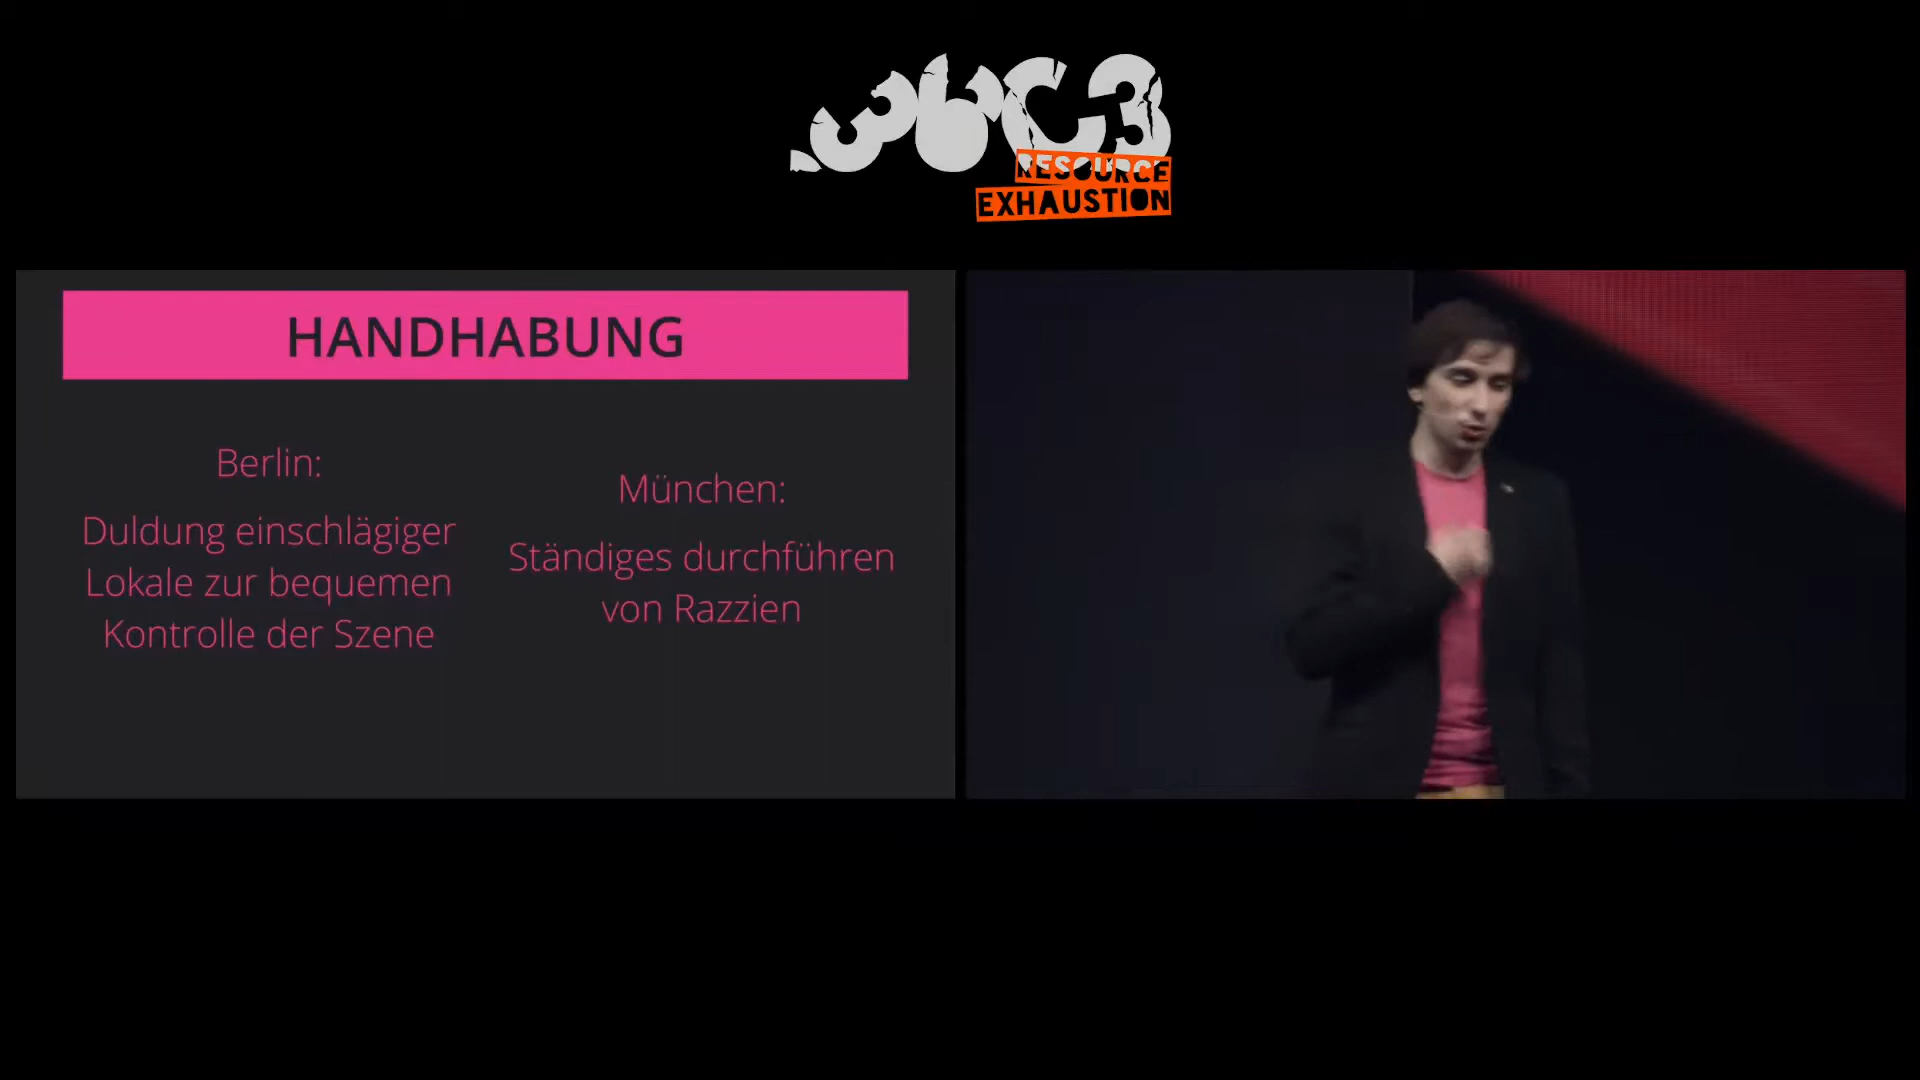 36C3
RESOURCE
EXHAUSTION
HANDHABUNG
Berlin:
Duldung einschlägiger
Lokale zur bequemen
Kontrolle der Szene
München:
Ständiges durchführen
von Razzien